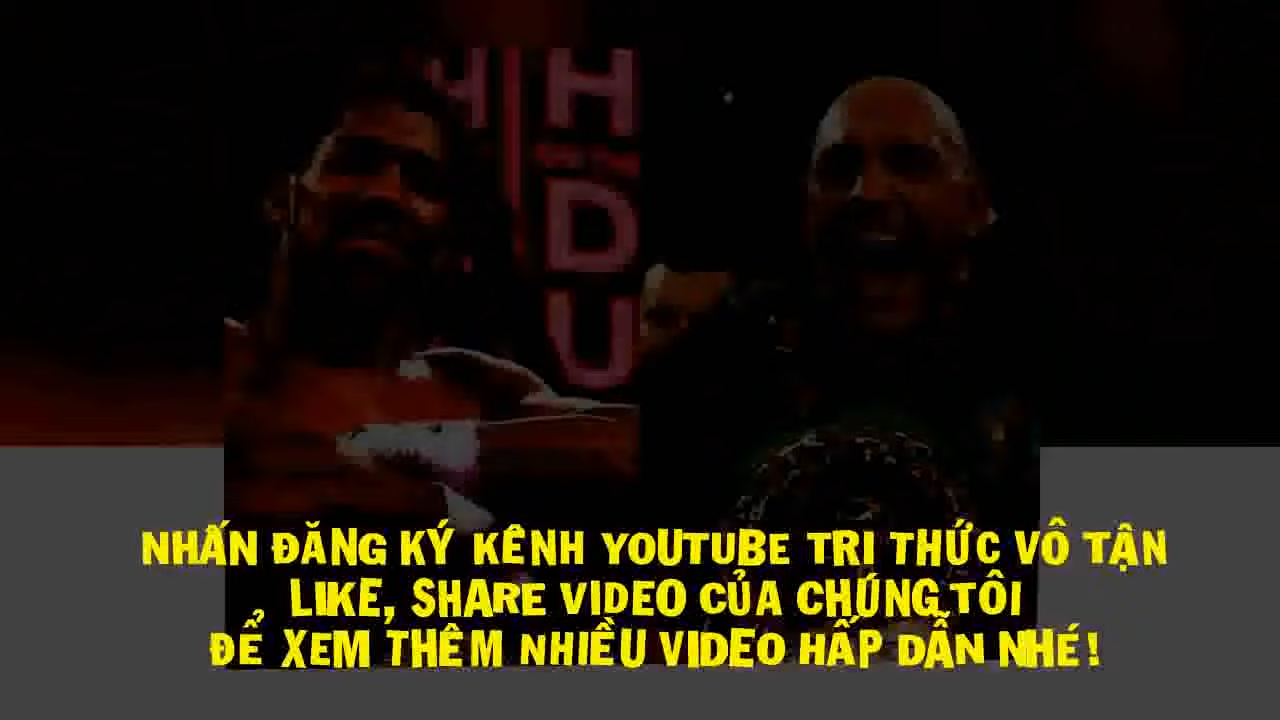 H
H
D
U
NHẤN ĐĂNG KÝ KÊNH YOUTUBE TRI THỨC VÔ TẬN
LIKE, SHARE VIDEO CỦA CHÚNG TÔI
ĐỂ XEM THÊM NHIỀU VIDEO HẤP DẪN NHÉ!